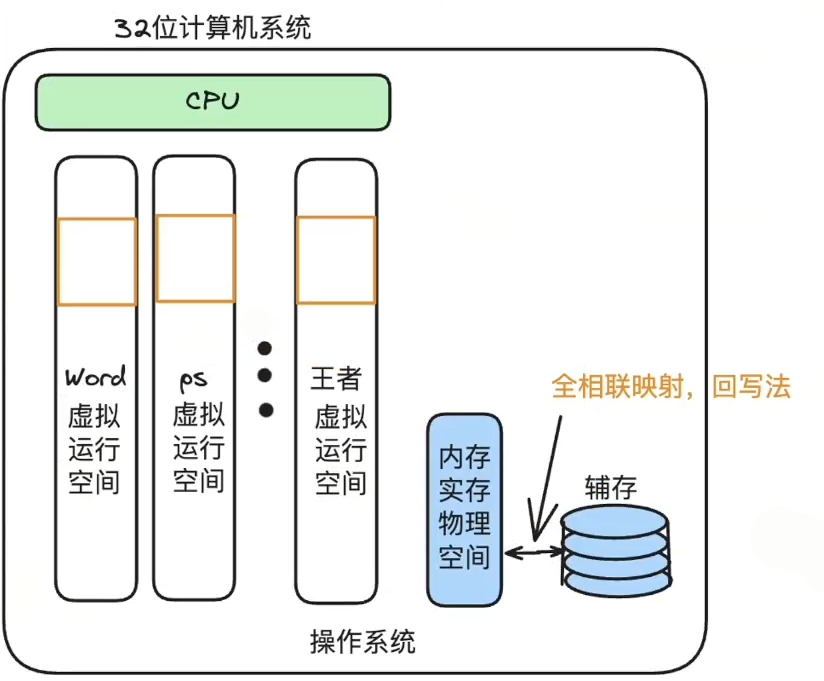 32位计算机系统
CPU
Word
虚拟
运行
空间
ps
虚拟
运行
空间
王者
虚拟
运行
空间
全相联映射，回写法
内存
实存
物理
空间
辅存
操作系统